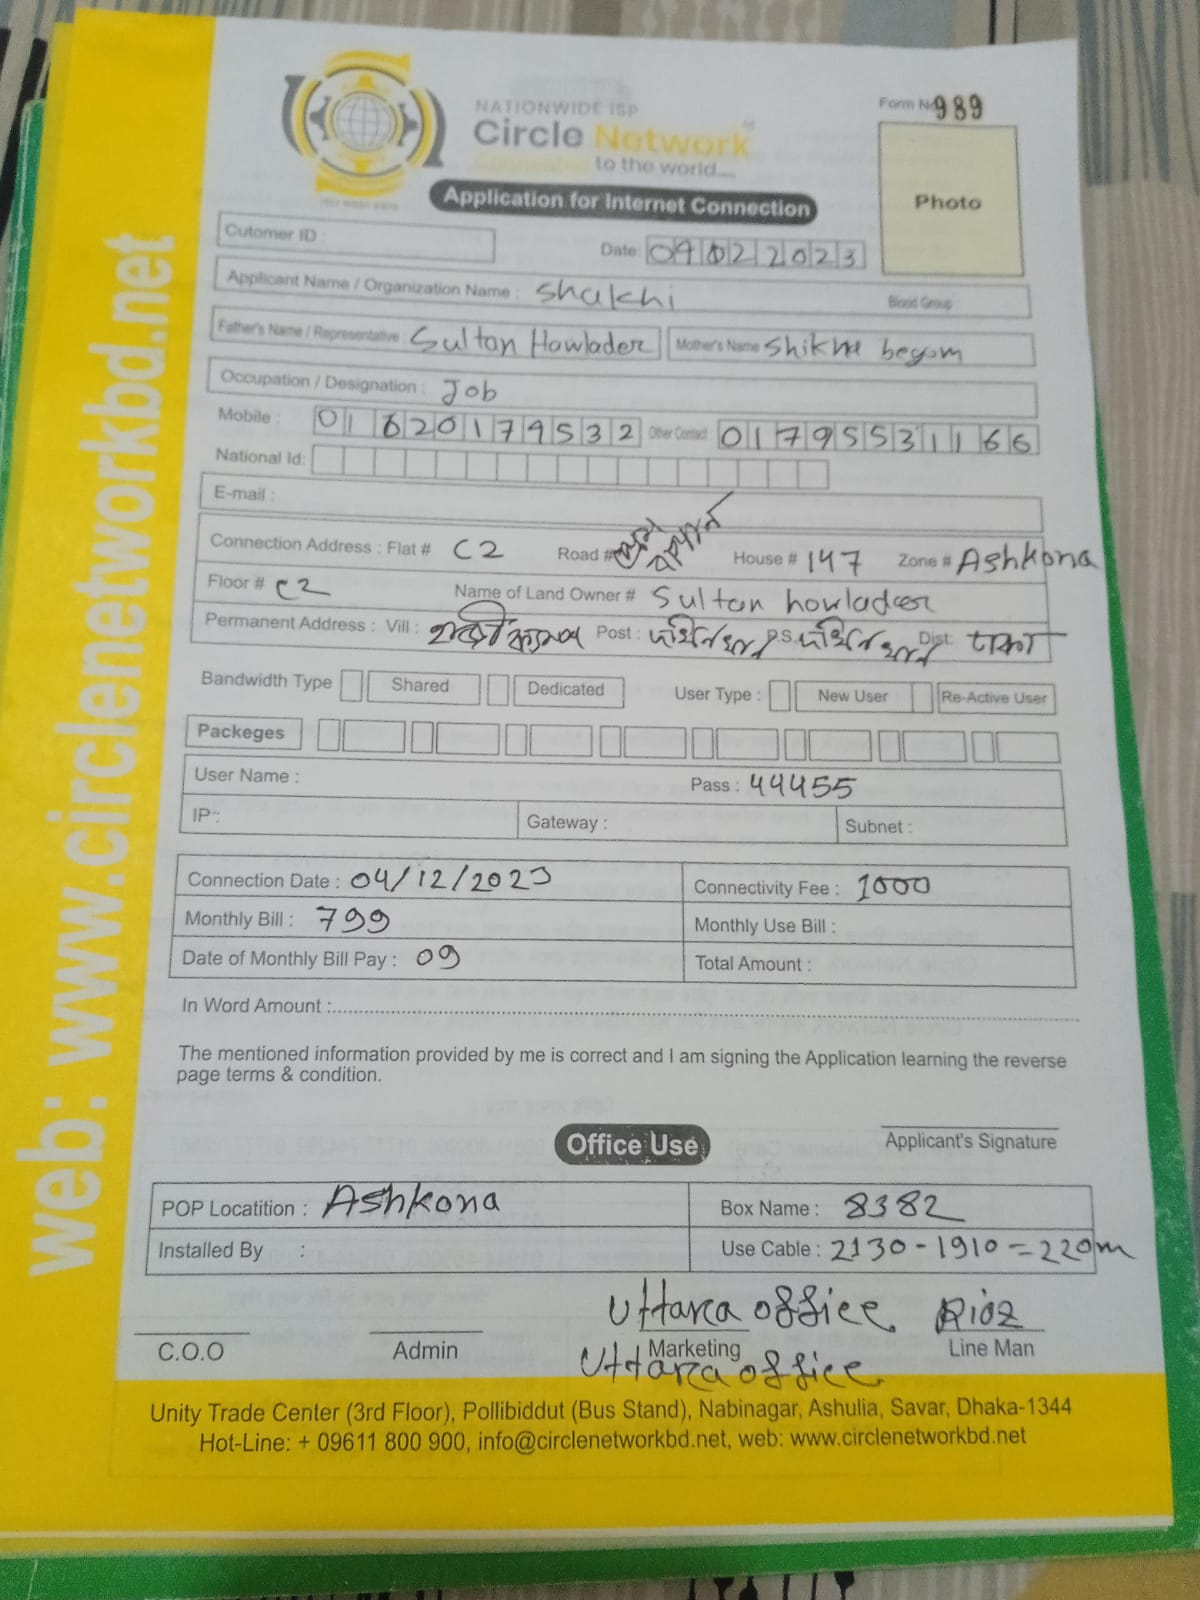 NATIONWIDE ISP
Circle Network
to the world...
Form No 989
Photo
Application for Internet Connection
Cutomer ID :
Date: 2023
Applicant Name / Organization Name : Shakhi Blood Group :
Father's Name / Representative : Sultan Howlader Mother's Name Shikha begom
Occupation / Designation : Job
Mobile : 01620179532 Other Contact 01795531166
National Id:
E-mail :
Connection Address : Flat # C2 Road # House # 147 Zone # Ashkona
Floor # C2 Name of Land Owner # Sultan howladeer
Permanent Address : Vill : Post : P.S. Dist: ঢাকা
Bandwidth Type Shared Dedicated User Type : New User Re-Active User
Packeges
User Name : Pass : 44455
IP : Gateway : Subnet :
Connection Date : 04/12/2023 Connectivity Fee : 1000
Monthly Bill : 799 Monthly Use Bill :
Date of Monthly Bill Pay : 09 Total Amount :
In Word Amount :
The mentioned information provided by me is correct and I am signing the Application learning the reverse
page terms & condition.
Applicant's Signature
Office Use
POP Locatition : Ashkona Box Name : 8382
Installed By : Use Cable : 2130 - 1910 = 220m
Uttara office
C.O.O Admin Marketing Line Man
Uttara office
Unity Trade Center (3rd Floor), Pollibiddut (Bus Stand), Nabinagar, Ashulia, Savar, Dhaka-1344
Hot-Line: + 09611 800 900, info@circlenetworkbd.net, web: www.circlenetworkbd.net
web: www.circlenetworkbd.net